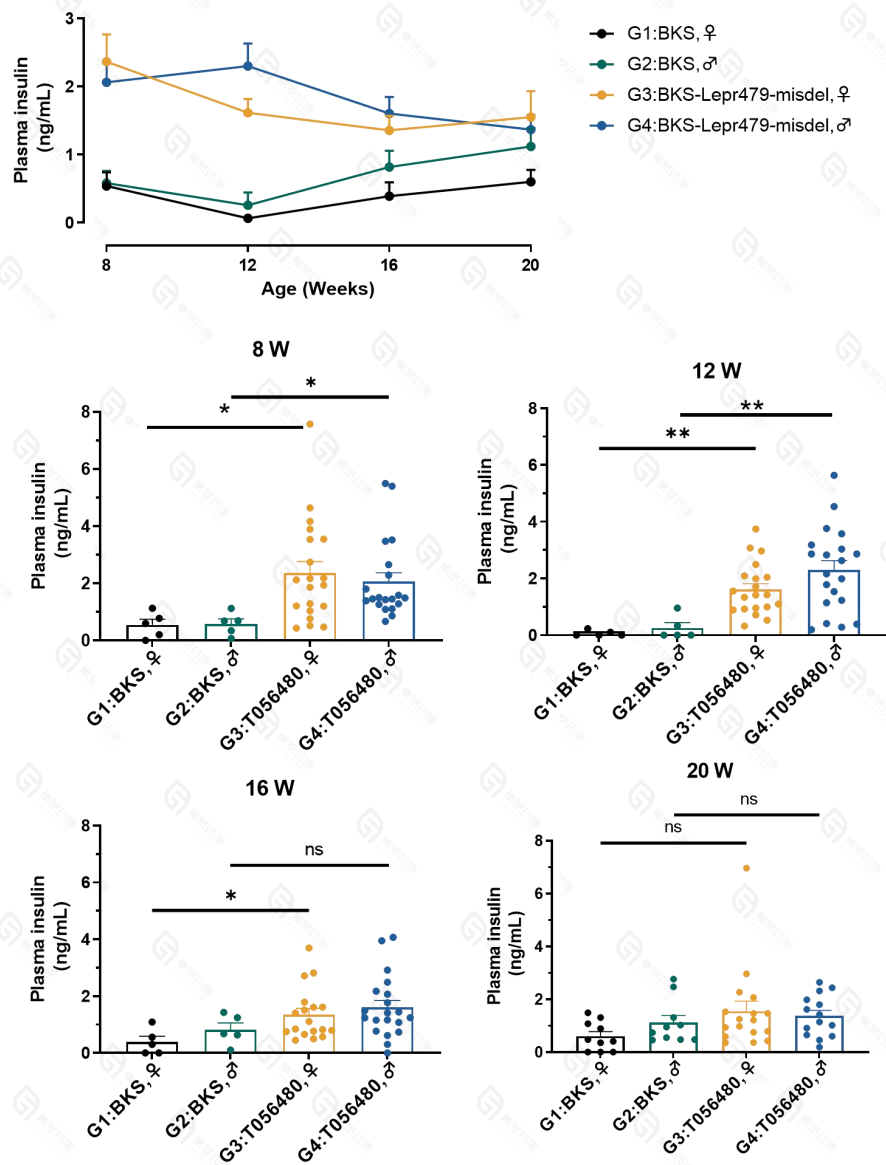 3
2
1
0
Plasma insulin
(ng/mL)
8
12
16
20
Age (Weeks)
G1:BKS,♀
G2:BKS,♂
G3:BKS-Lepr479-misdel,♀
G4:BKS-Lepr479-misdel,♂
8 W
*
*
8
6
4
2
0
Plasma insulin
(ng/mL)
G1:BKS,♀
G2:BKS,♂
G3:T056480,♀
G4:T056480,♂
12 W
**
**
8
6
4
2
0
Plasma insulin
(ng/mL)
G1:BKS,♀
G2:BKS,♂
G3:T056480,♀
G4:T056480,♂
16 W
ns
*
8
6
4
2
0
Plasma insulin
(ng/mL)
G1:BKS,♀
G2:BKS,♂
G3:T056480,♀
G4:T056480,♂
20 W
ns
ns
8
6
4
2
0
Plasma insulin
(ng/mL)
G1:BKS,♀
G2:BKS,♂
G3:T056480,♀
G4:T056480,♂